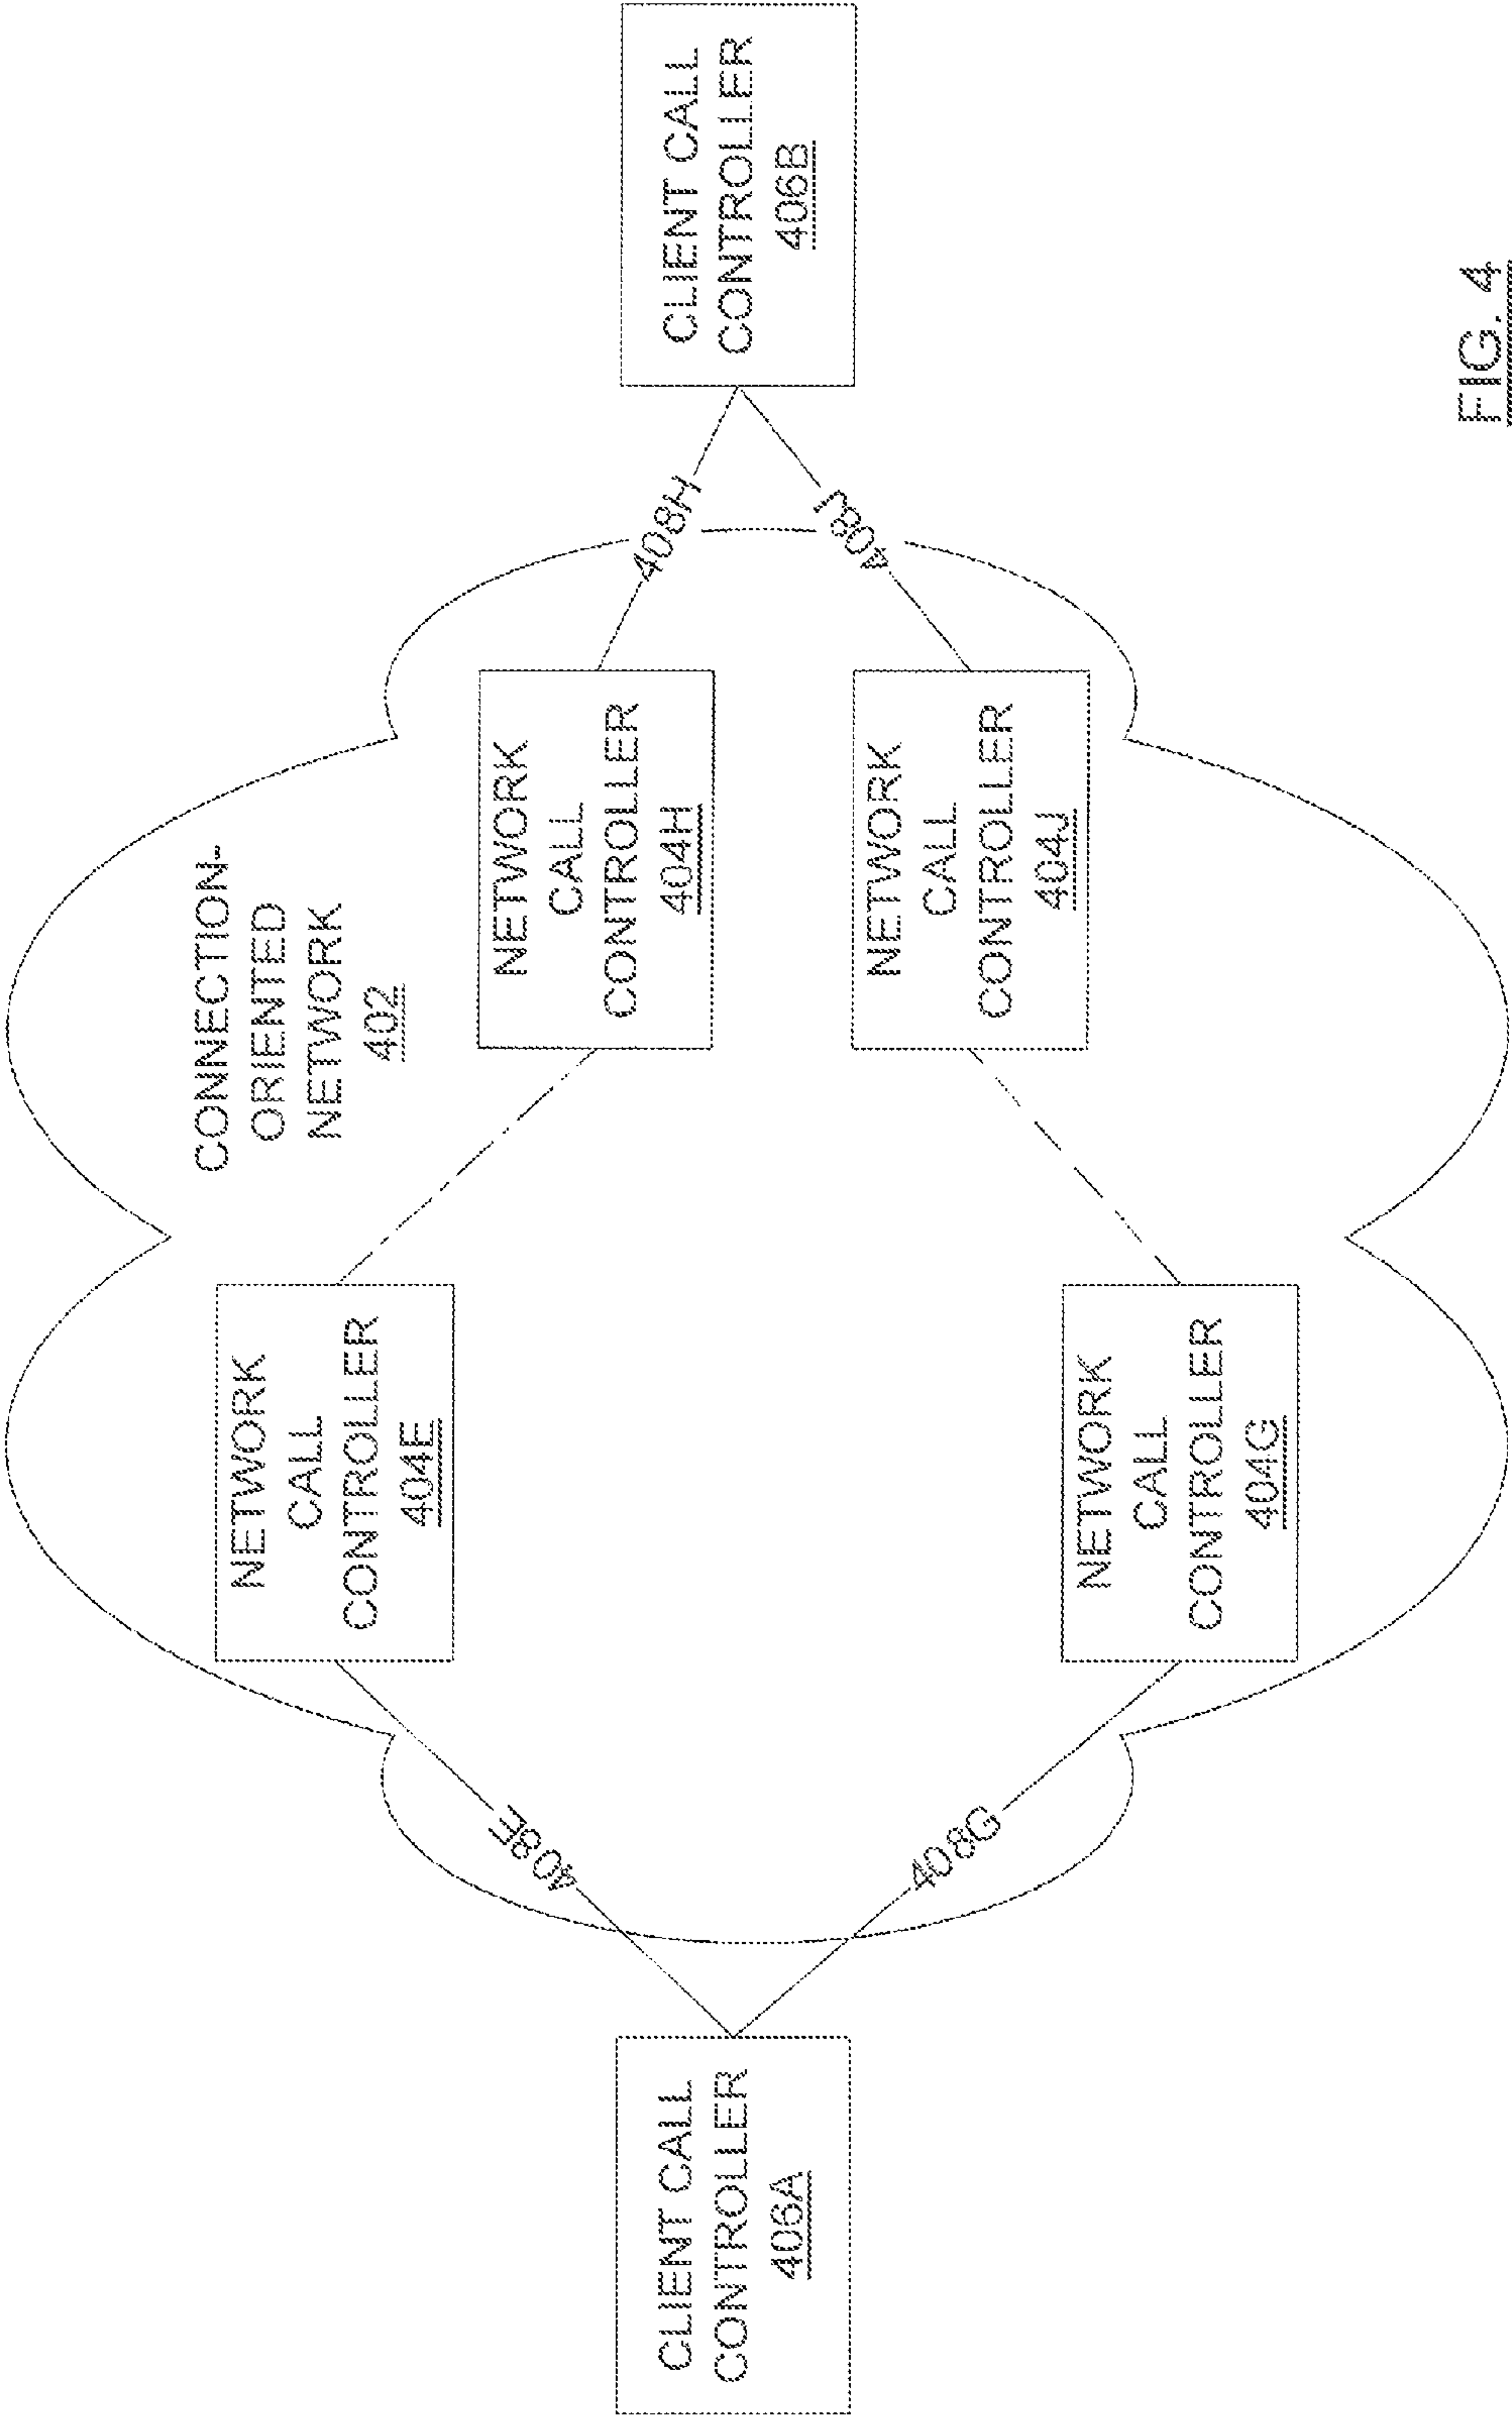 CONNECTION-
ORIENTED
NETWORK
402
NETWORK
CALL
CONTROLLER
404E
NETWORK
CALL
CONTROLLER
404H
CLIENT CALL
CONTROLLER
406A
408E
408G
408H
408J
CLIENT CALL
CONTROLLER
406B
NETWORK
CALL
CONTROLLER
404G
NETWORK
CALL
CONTROLLER
404J
FIG. 4